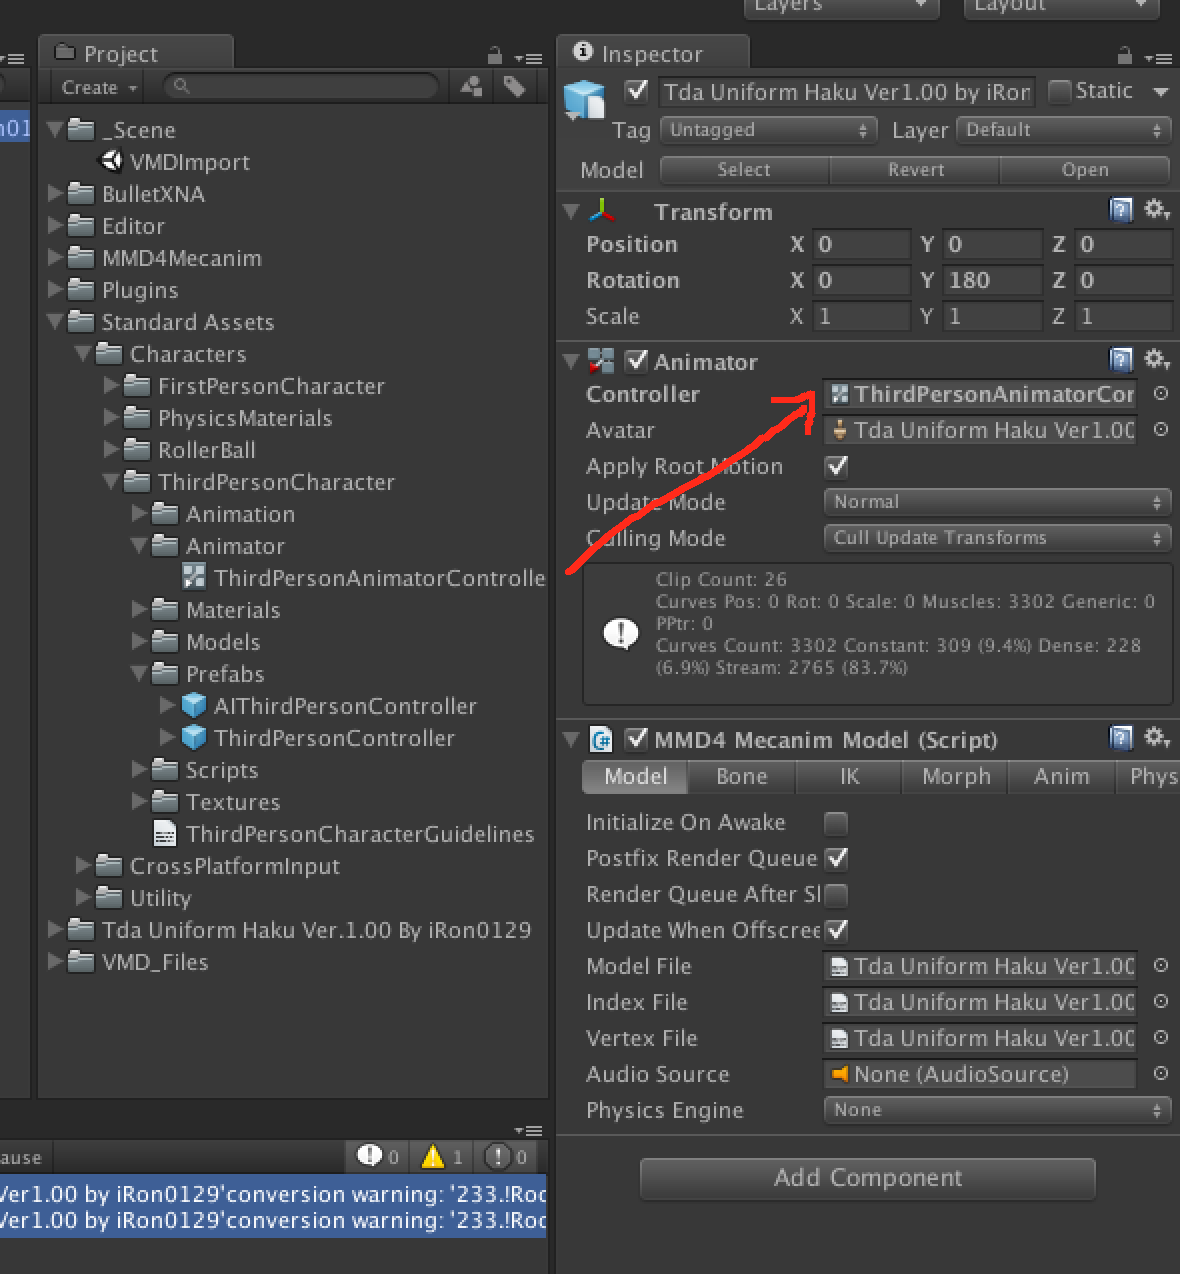 Layers
Layout
Project
Create
_Scene
VMDImport
BulletXNA
Editor
MMD4Mecanim
Plugins
Standard Assets
Characters
FirstPersonCharacter
PhysicsMaterials
RollerBall
ThirdPersonCharacter
Animation
Animator
ThirdPersonAnimatorControlle
Materials
Models
Prefabs
AIThirdPersonController
ThirdPersonController
Scripts
Textures
ThirdPersonCharacterGuidelines
CrossPlatformInput
Utility
Tda Uniform Haku Ver.1.00 By iRon0129
VMD_Files
n01
ause
0 1 0
Ver1.00 by iRon0129'conversion warning: '233.!Roo
Ver1.00 by iRon0129'conversion warning: '233.!Roo
Inspector
Tda Uniform Haku Ver1.00 by iRon Static
Tag Untagged Layer Default
Model Select Revert Open
Transform
Position X 0 Y 0 Z 0
Rotation X 0 Y 180 Z 0
Scale X 1 Y 1 Z 1
Animator
Controller ThirdPersonAnimatorCor
Avatar Tda Uniform Haku Ver1.00
Apply Root Motion
Update Mode Normal
Culling Mode Cull Update Transforms
Clip Count: 26
Curves Pos: 0 Rot: 0 Scale: 0 Muscles: 3302 Generic: 0
PPtr: 0
Curves Count: 3302 Constant: 309 (9.4%) Dense: 228
(6.9%) Stream: 2765 (83.7%)
C# MMD4 Mecanim Model (Script)
Model Bone IK Morph Anim Phys
Initialize On Awake
Postfix Render Queue
Render Queue After Sl
Update When Offscree
Model File Tda Uniform Haku Ver1.00
Index File Tda Uniform Haku Ver1.00
Vertex File Tda Uniform Haku Ver1.00
Audio Source None (AudioSource)
Physics Engine None
Add Component